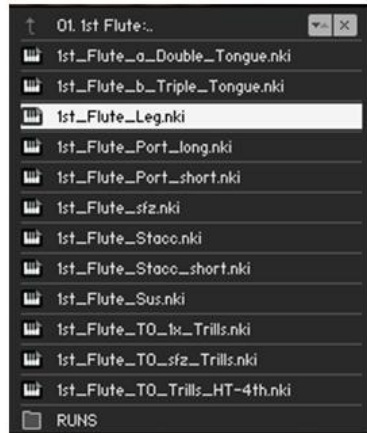 01. 1st Flute:..
1st_Flute_a_Double_Tongue.nki
1st_Flute_b_Triple_Tongue.nki
1st_Flute_Leg.nki
1st_Flute_Port_long.nki
1st_Flute_Port_short.nki
1st_Flute_sfz.nki
1st_Flute_Stacc.nki
1st_Flute_Stacc_short.nki
1st_Flute_Sus.nki
1st_Flute_TO_1x_Trills.nki
1st_Flute_TO_sfz_Trills.nki
1st_Flute_TO_Trills_HT-4th.nki
RUNS